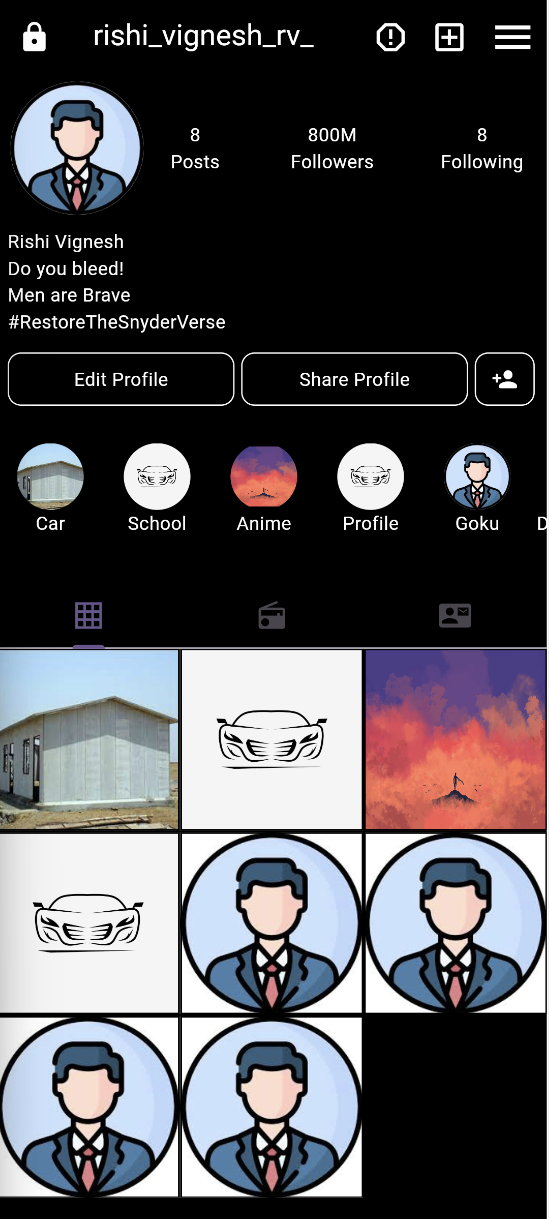 rishi_vignesh_rv_
8 800M 8
Posts Followers Following
Rishi Vignesh
Do you bleed!
Men are Brave
#RestoreTheSnyderVerse
Edit Profile Share Profile
Car School Anime Profile Goku